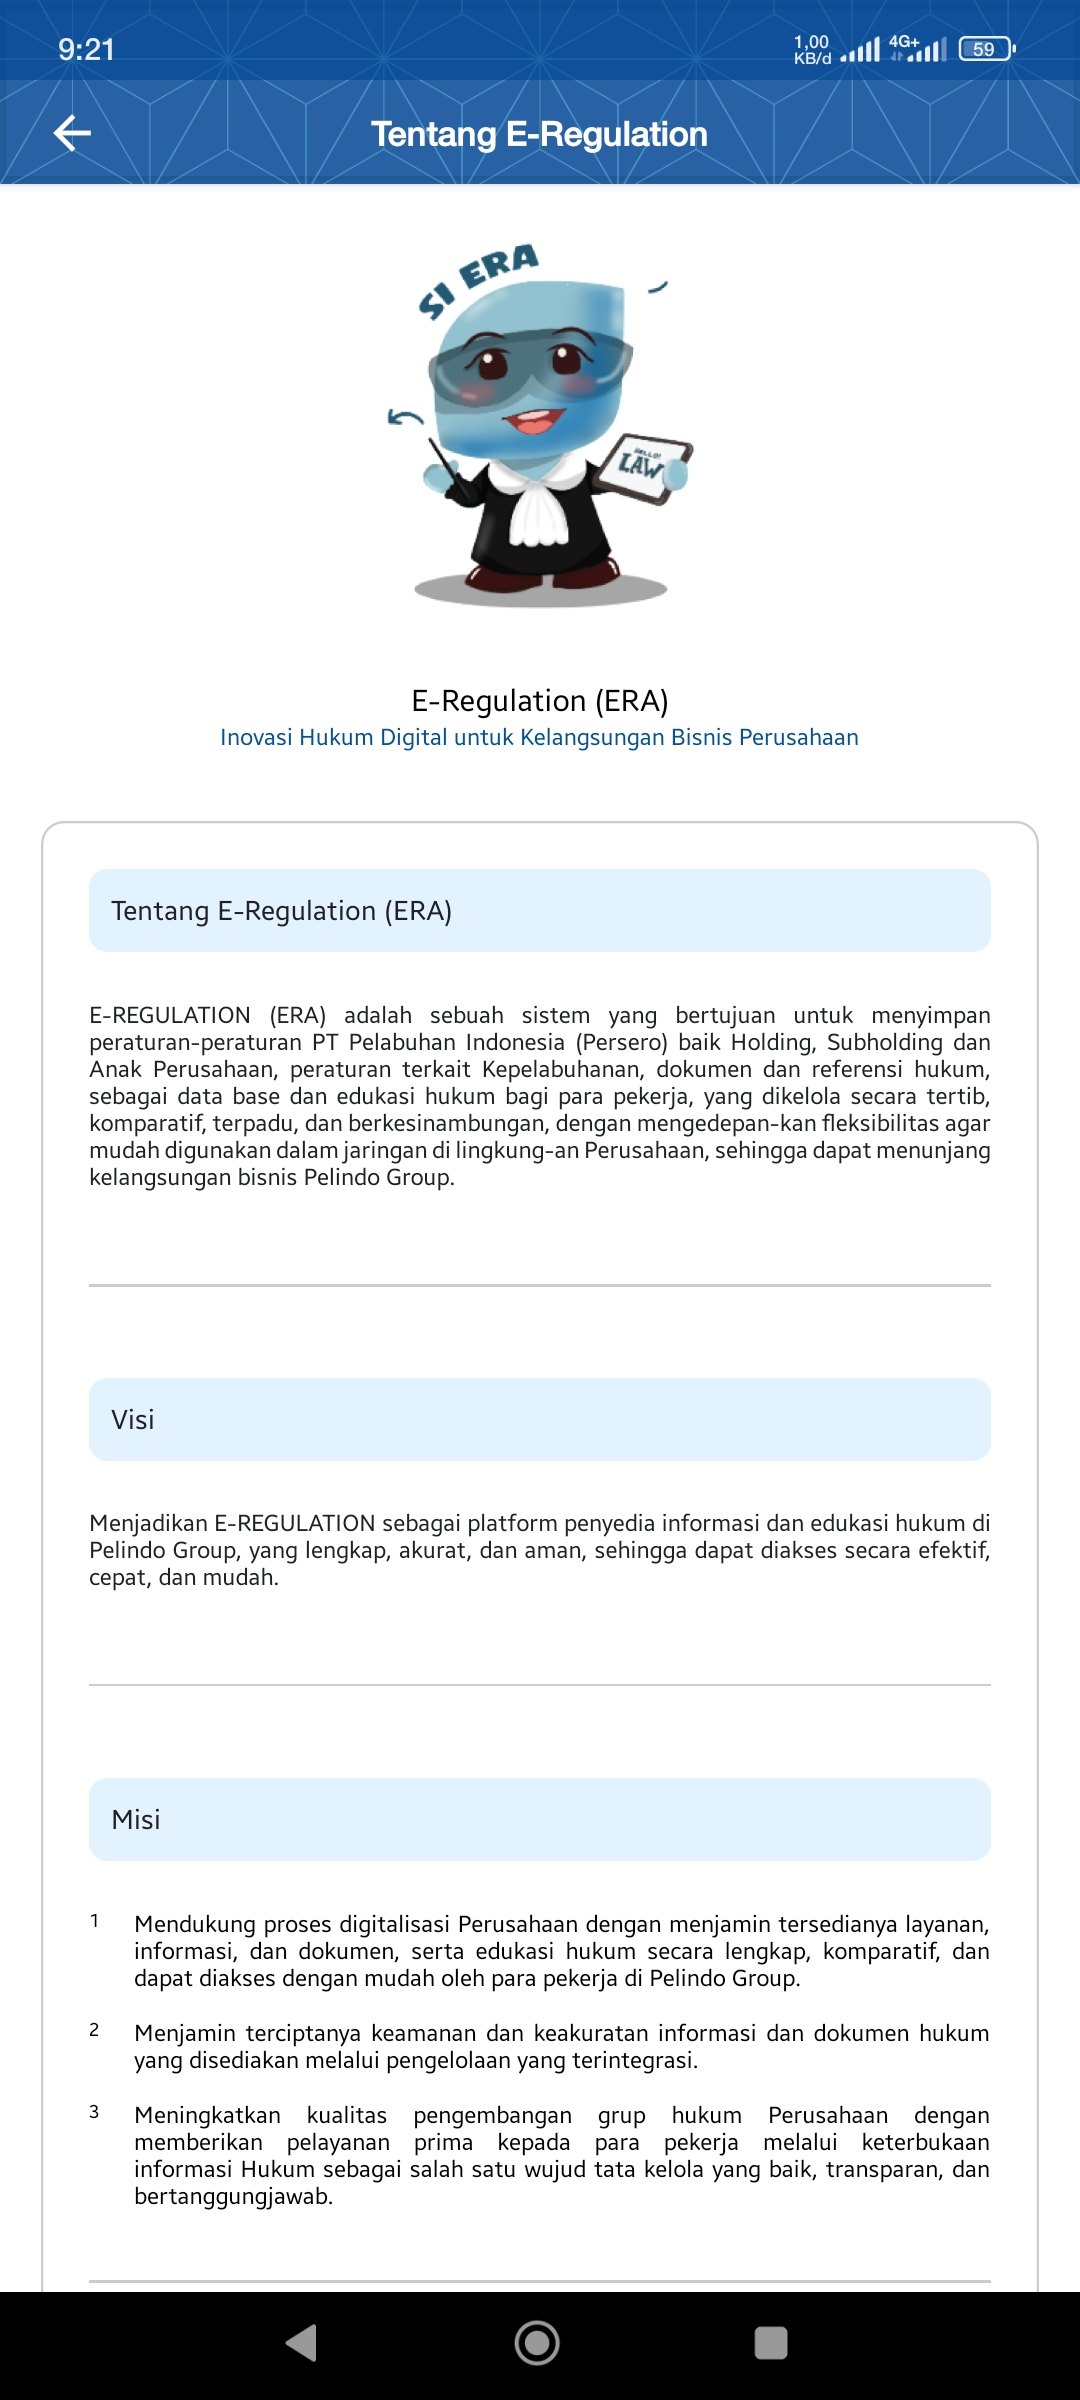 9:21
1,00
KB/d
4G+
59
Tentang E-Regulation
SI ERA
HELLO!
LAW
E-Regulation (ERA)
Inovasi Hukum Digital untuk Kelangsungan Bisnis Perusahaan
Tentang E-Regulation (ERA)
E-REGULATION (ERA) adalah sebuah sistem yang bertujuan untuk menyimpan
peraturan-peraturan PT Pelabuhan Indonesia (Persero) baik Holding, Subholding dan
Anak Perusahaan, peraturan terkait Kepelabuhanan, dokumen dan referensi hukum,
sebagai data base dan edukasi hukum bagi para pekerja, yang dikelola secara tertib,
komparatif, terpadu, dan berkesinambungan, dengan mengedepan-kan fleksibilitas agar
mudah digunakan dalam jaringan di lingkung-an Perusahaan, sehingga dapat menunjang
kelangsungan bisnis Pelindo Group.
Visi
Menjadikan E-REGULATION sebagai platform penyedia informasi dan edukasi hukum di
Pelindo Group, yang lengkap, akurat, dan aman, sehingga dapat diakses secara efektif,
cepat, dan mudah.
Misi
1 Mendukung proses digitalisasi Perusahaan dengan menjamin tersedianya layanan,
informasi, dan dokumen, serta edukasi hukum secara lengkap, komparatif, dan
dapat diakses dengan mudah oleh para pekerja di Pelindo Group.
2 Menjamin terciptanya keamanan dan keakuratan informasi dan dokumen hukum
yang disediakan melalui pengelolaan yang terintegrasi.
3 Meningkatkan kualitas pengembangan grup hukum Perusahaan dengan
memberikan pelayanan prima kepada para pekerja melalui keterbukaan
informasi Hukum sebagai salah satu wujud tata kelola yang baik, transparan, dan
bertanggungjawab.